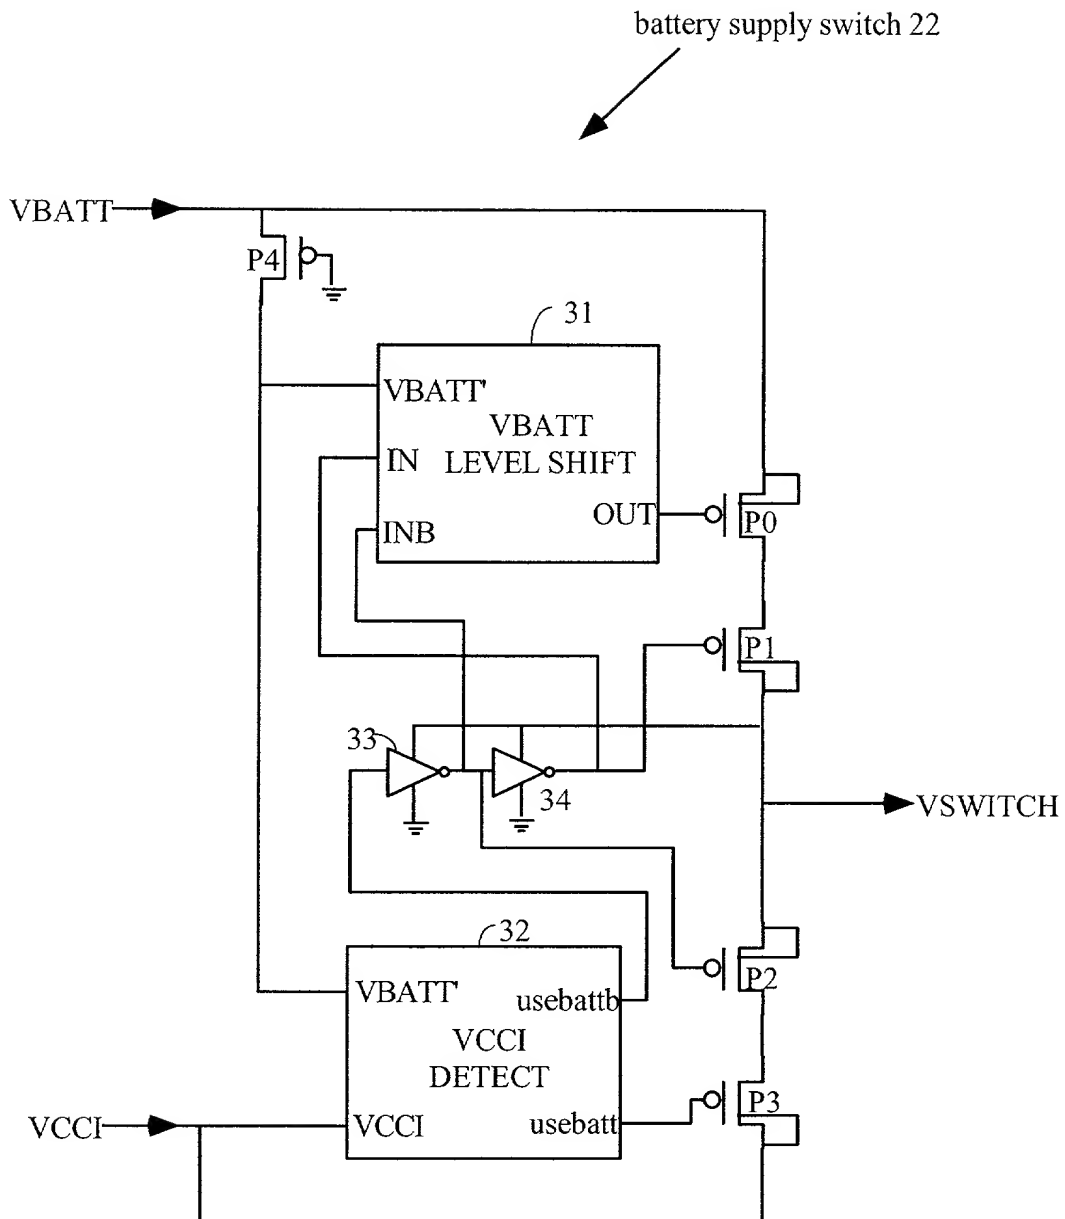 battery supply switch 22
VBATT
P4
31
VBATT'
VBATT
LEVEL SHIFT
IN
OUT
INB
P0
P1
33
34
VSWITCH
32
VBATT'
usebattb
P2
VCCI
DETECT
P3
VCCI
VCCI
usebatt